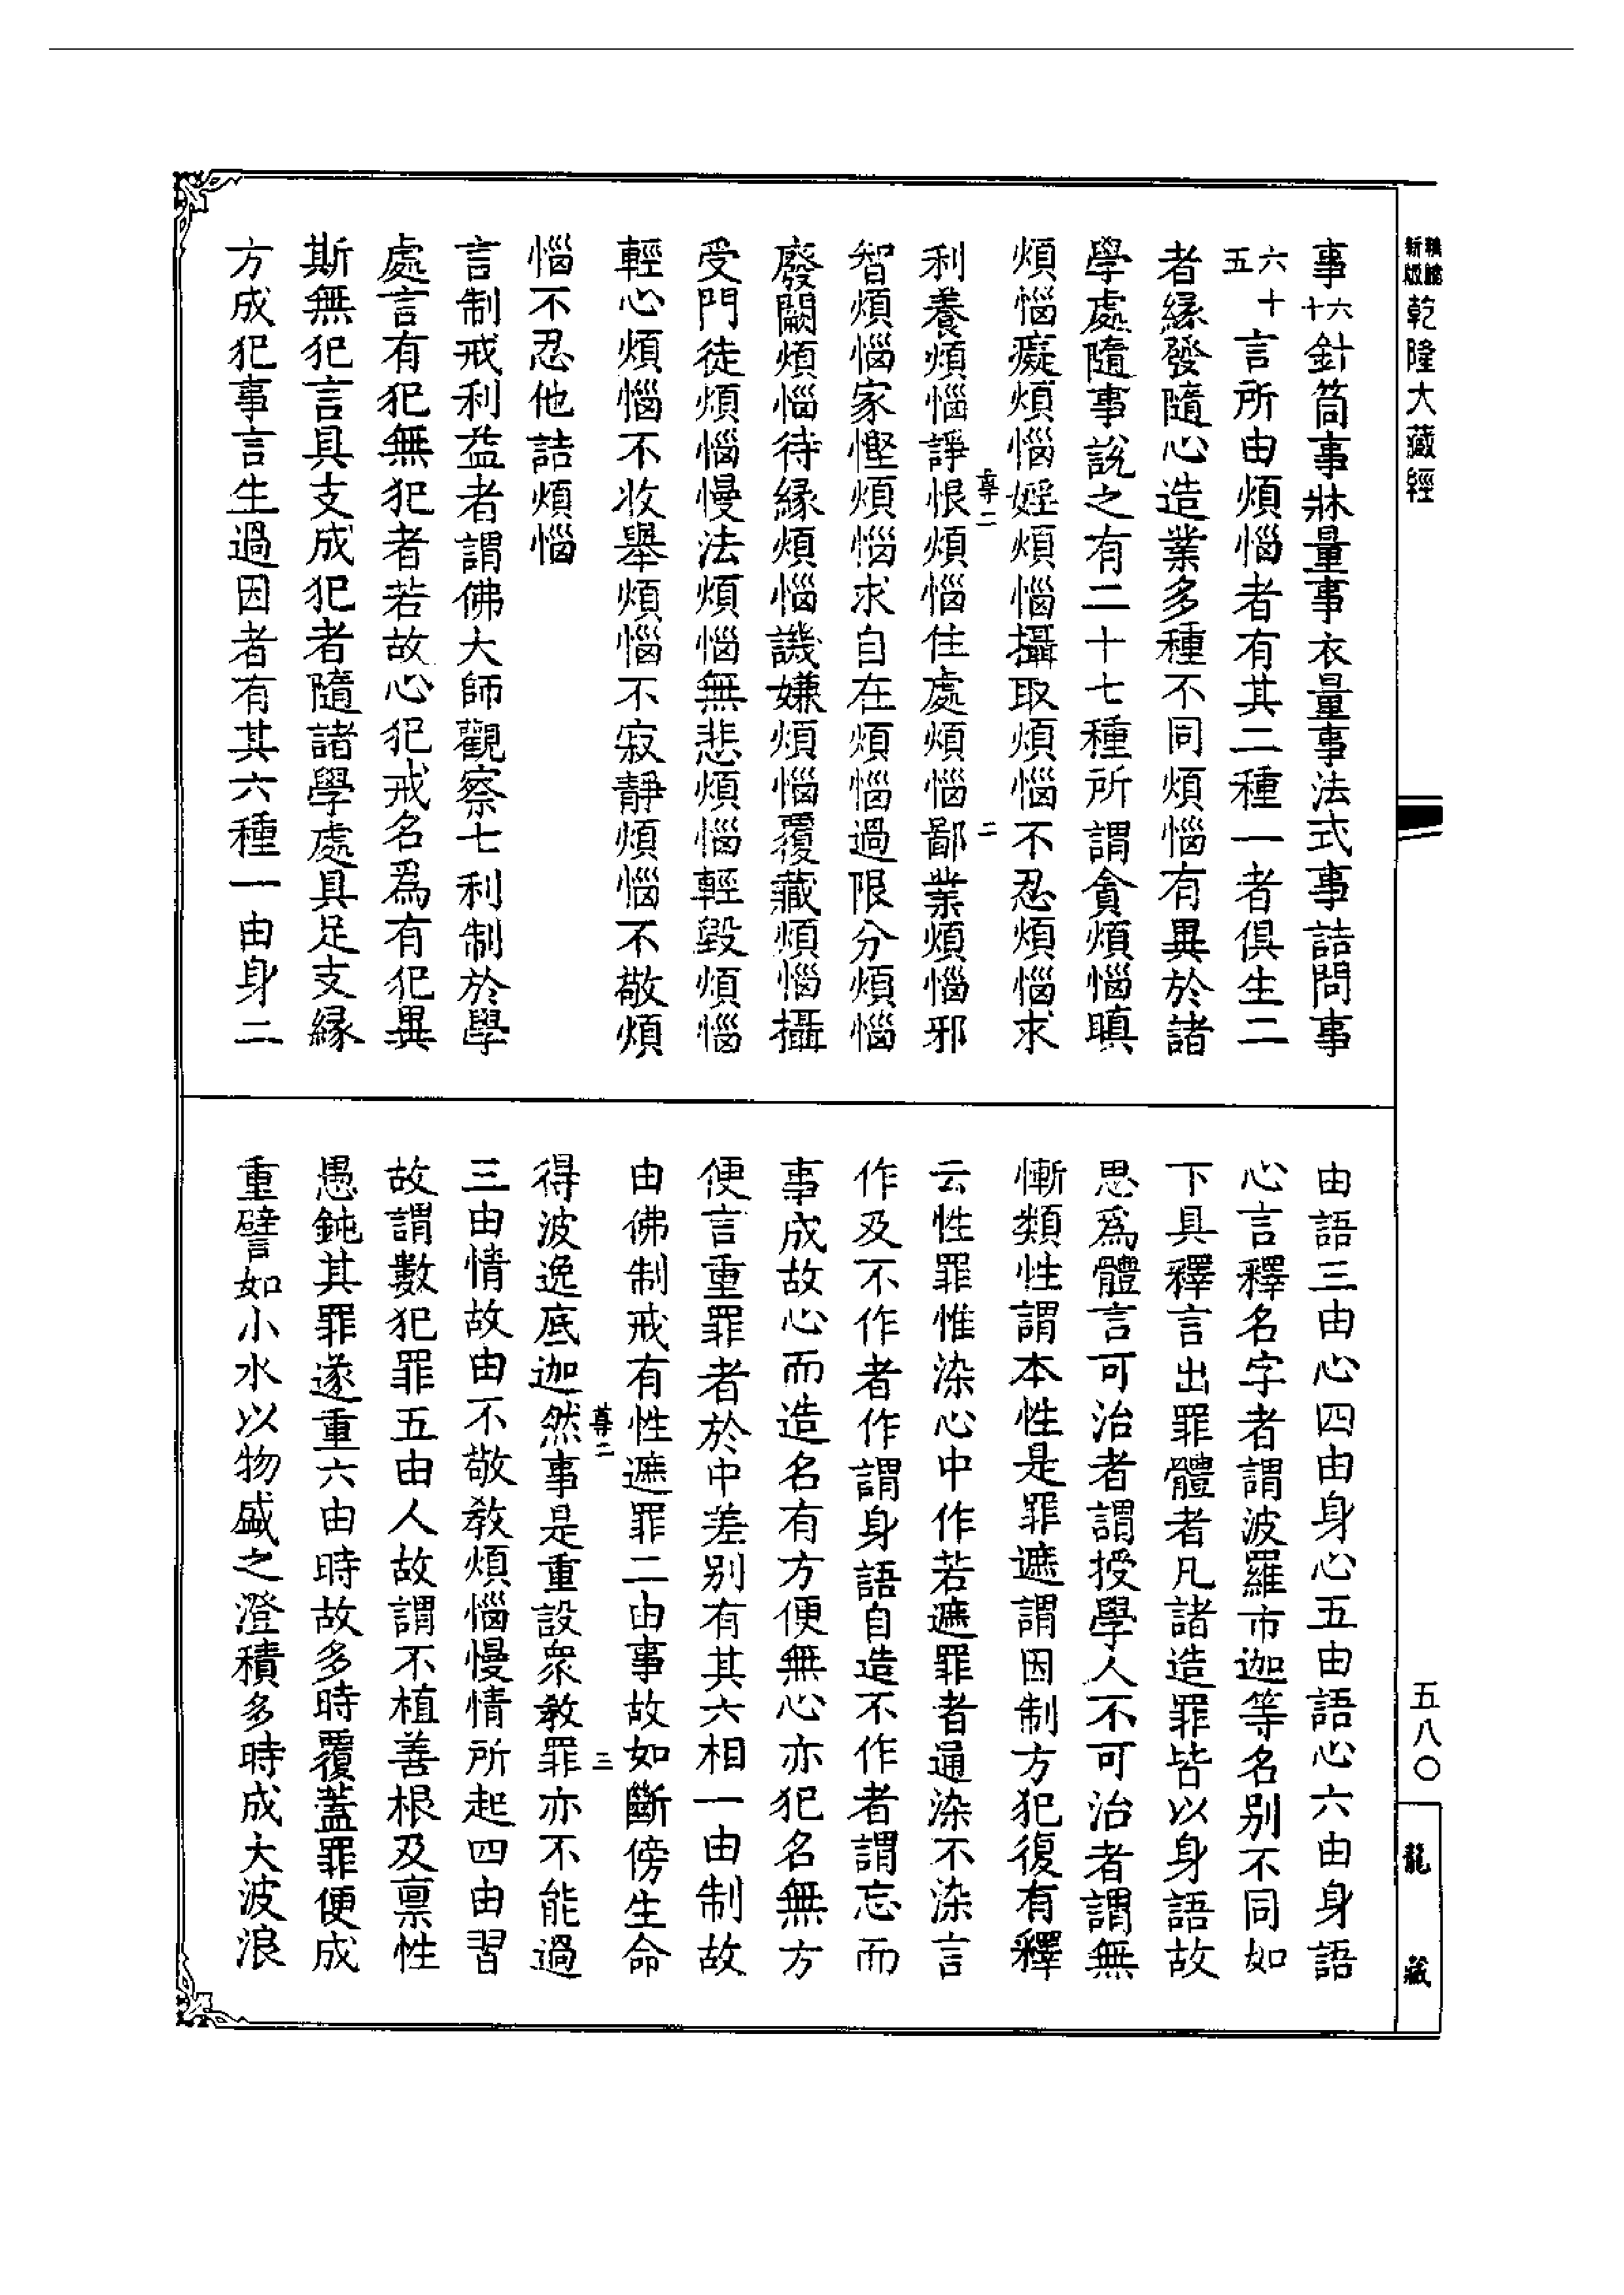 乾隆大藏經
五八〇
龍藏
事六十針筒事牀量事衣量事法式事詰問事
六十五言所由煩惱者有其二種一者俱生二
者緣發隨心造業多種不同煩惱有異於諸
學處隨事說之有二十七種所謂貪煩惱瞋
煩惱癡煩惱婬煩惱攝取煩惱不忍煩惱求
利養煩惱諍恨煩惱住處煩惱鄙業煩惱邪
智煩惱家慳煩惱求自在煩惱過限分煩惱
廢闕煩惱待緣煩惱譏嫌煩惱覆藏煩惱攝
受門徒煩惱慢法煩惱無悲煩惱輕毀煩惱
輕心煩惱不收舉煩惱不寂靜煩惱不敬煩
惱不忍他詰煩惱
言制戒利益者謂佛大師觀察七利制於學
處言有犯無犯者若故心犯戒名爲有犯異
斯無犯言具支成犯者隨諸學處具足支緣
方成犯事言生過因者有其六種一由身二
由語三由心四由身心五由語心六由身語
心言釋名字者謂波羅市迦等名別不同如
下具釋言出罪體者凡諸造罪皆以身語故
思爲體言可治者謂授學人不可治者謂無
慚類性謂本性是罪遮謂因制方犯復有釋
云性罪惟染心中作若遮罪者通染不染言
作及不作者作謂身語自造不作者謂忘而
事成故心而造名有方便無心亦犯名無方
便言重罪者於中差別有其六相一由制故
由佛制戒有性遮罪二由事故如斷傍生命
得波逸底迦然事是重設衆教罪亦不能過
三由情故由不敬教煩惱慢情所起四由習
故謂數犯罪五由人故謂不植善根及禀性
愚鈍其罪遂重六由時故多時覆蓋罪便成
重譬如小水以物盛之澄積多時成大波浪
尊二
二
尊二
三